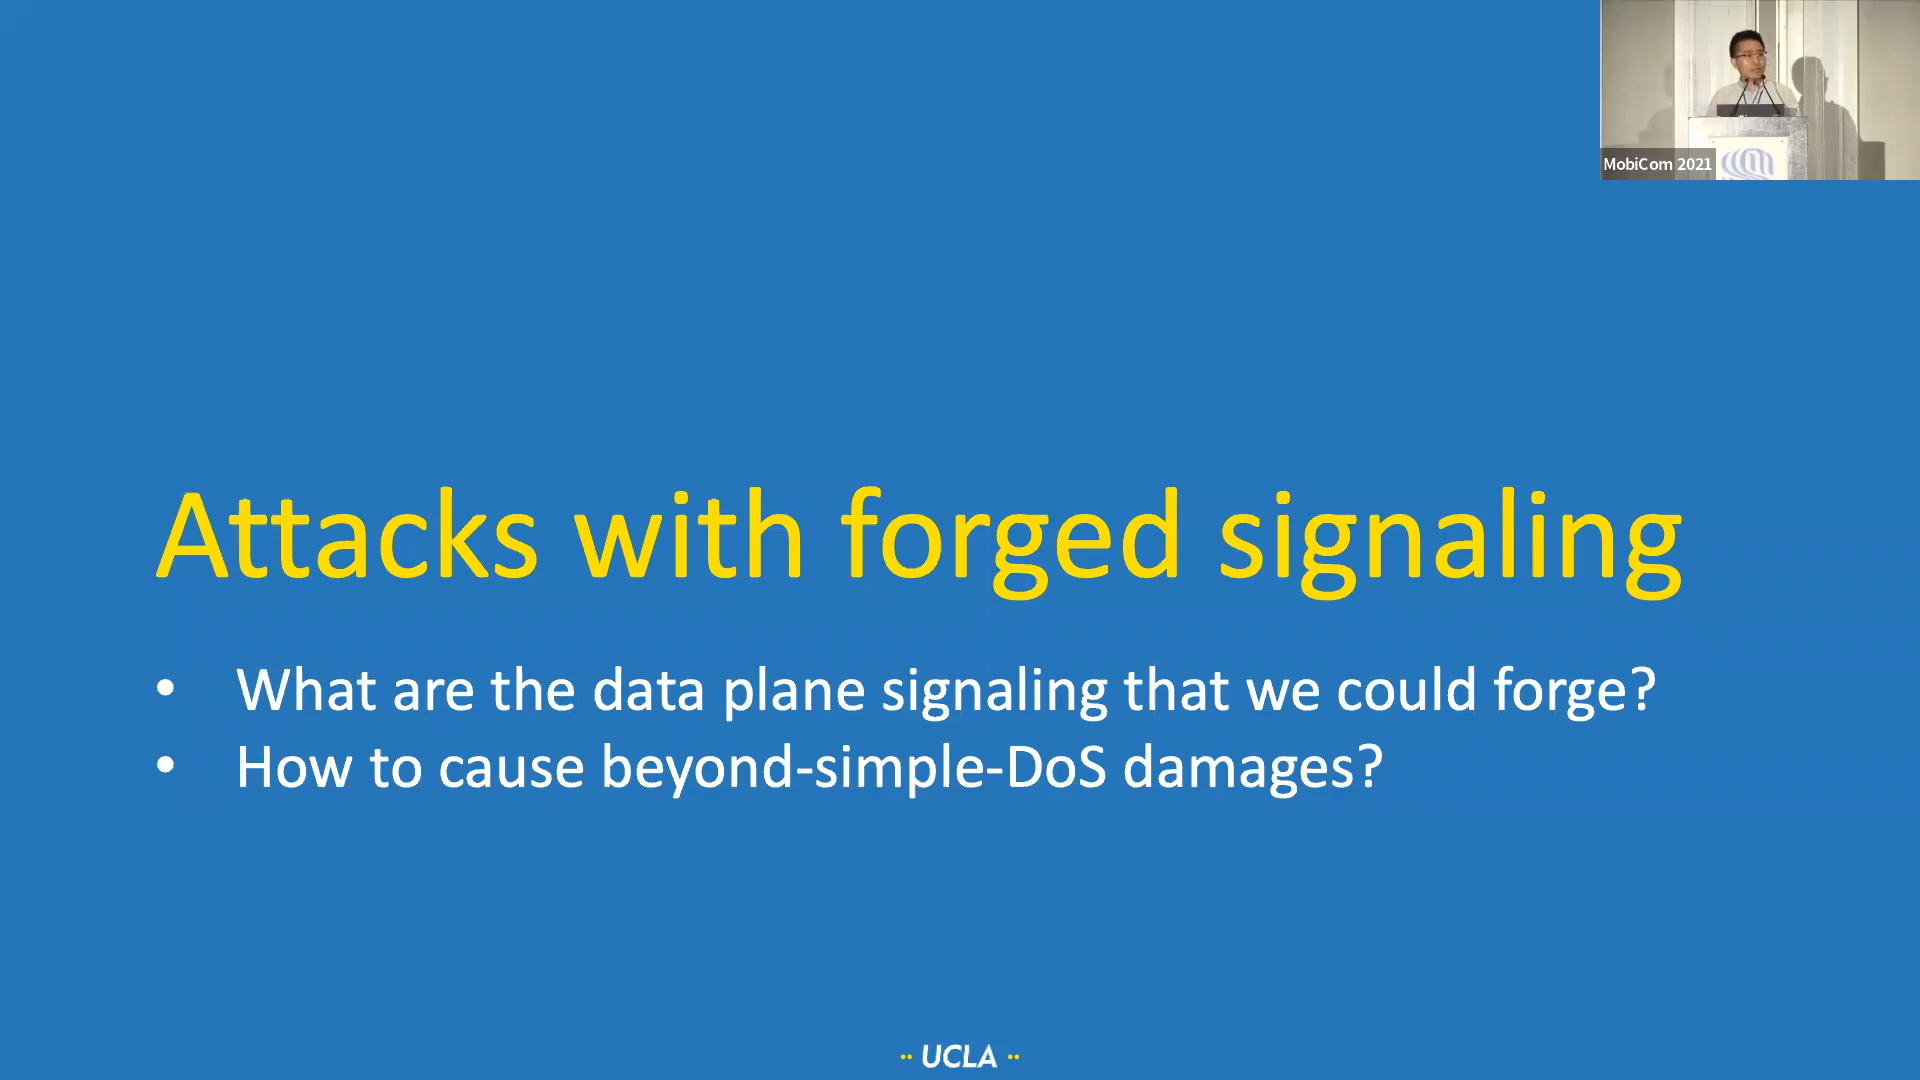 MobiCom 2021
Attacks with forged signaling
• What are the data plane signaling that we could forge?
• How to cause beyond-simple-DoS damages?
•• UCLA ••